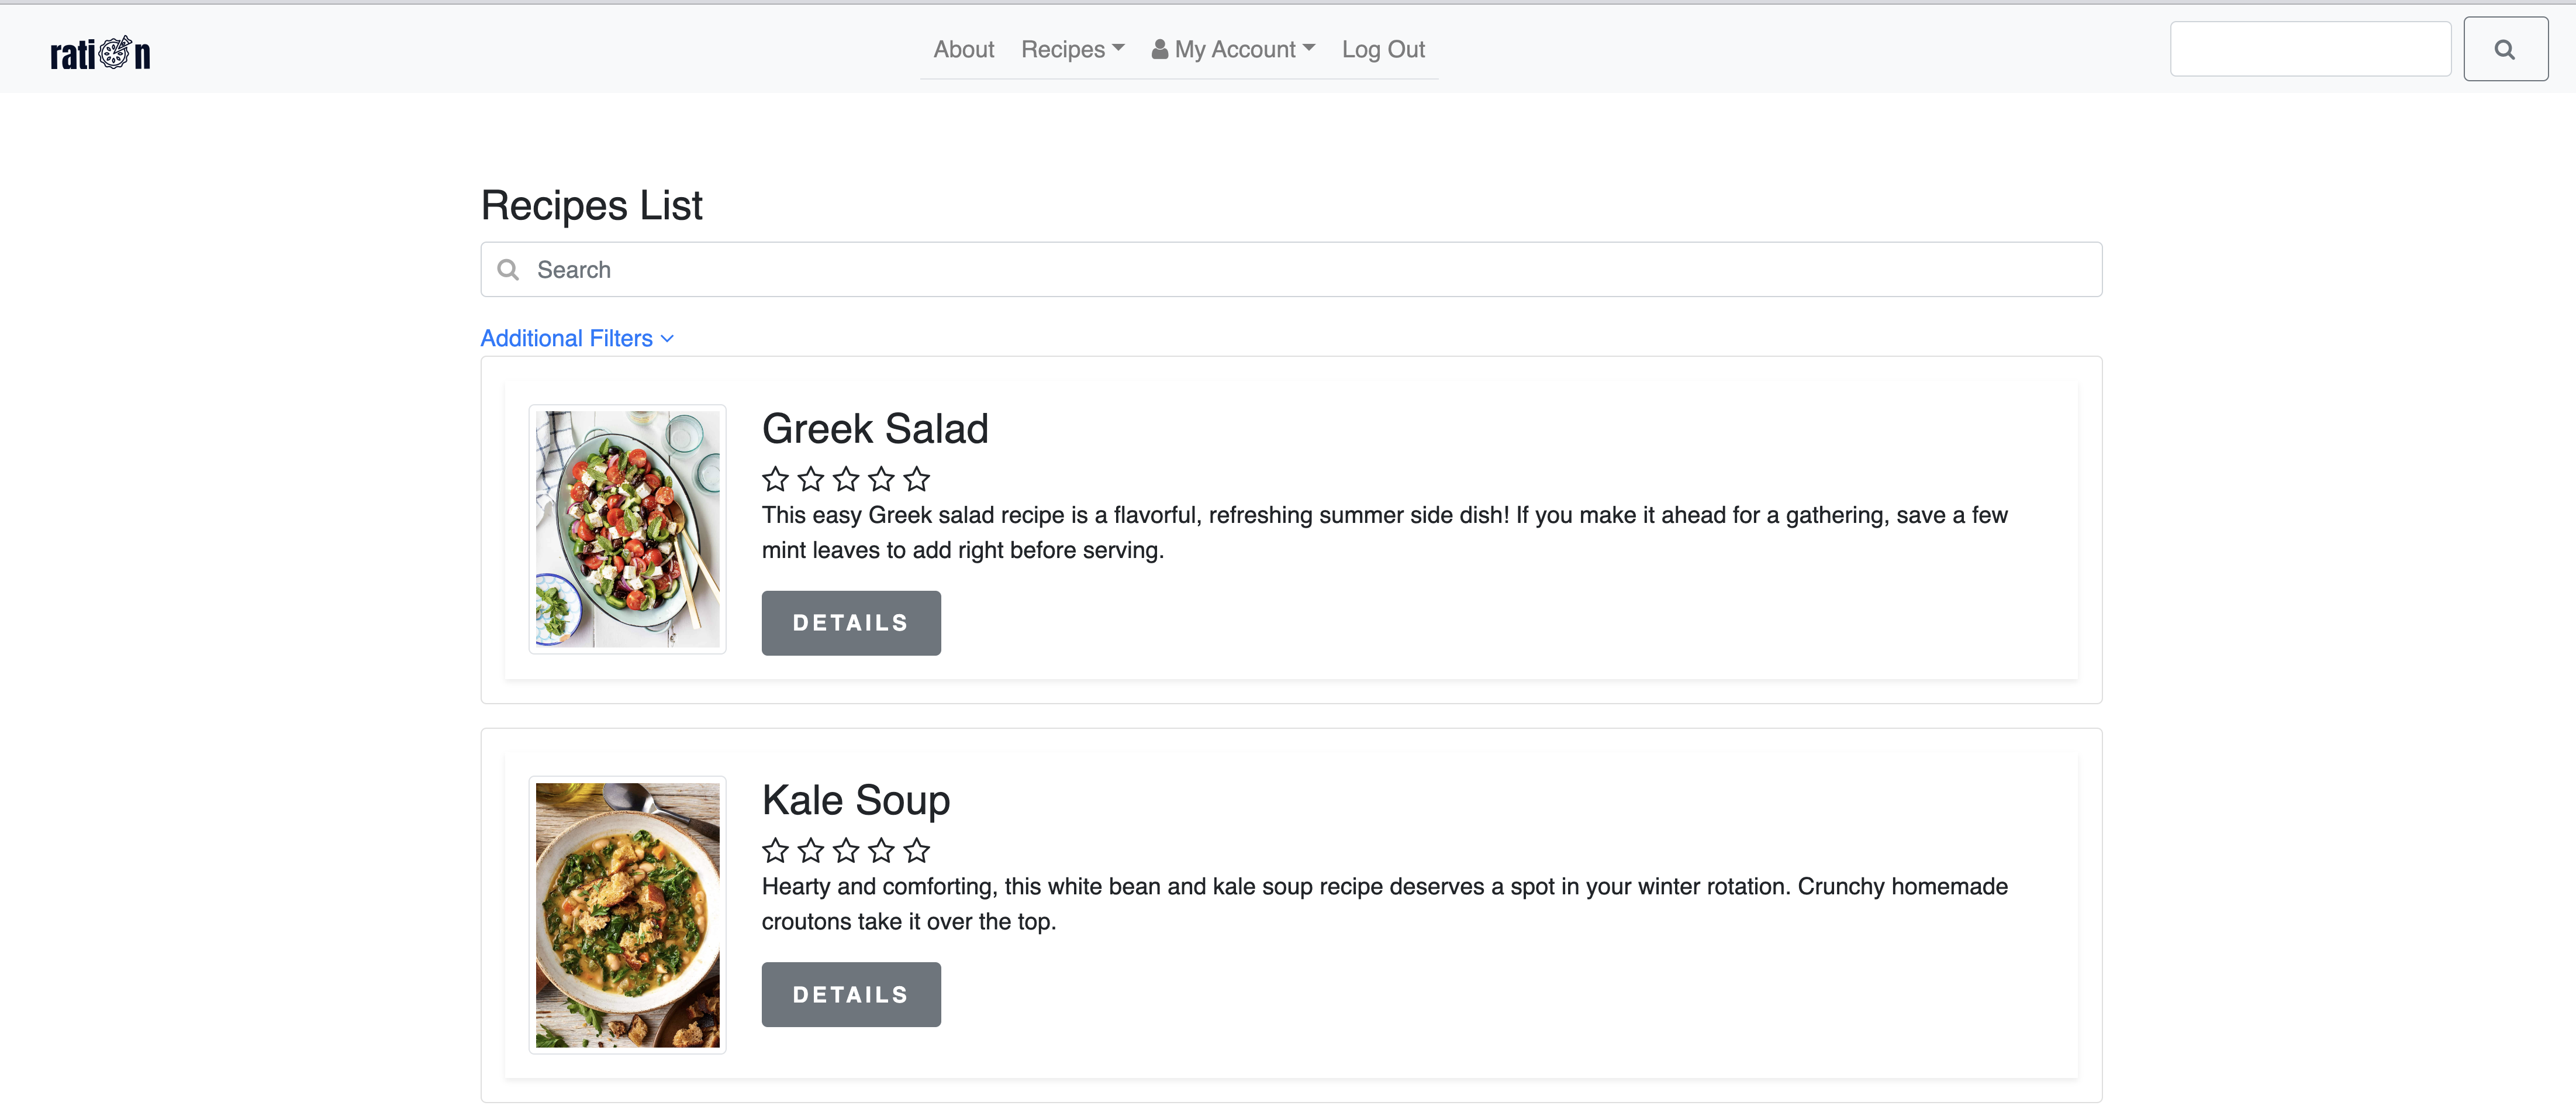 ration
About Recipes My Account Log Out
Recipes List
Search
Additional Filters
Greek Salad
This easy Greek salad recipe is a flavorful, refreshing summer side dish! If you make it ahead for a gathering, save a few
mint leaves to add right before serving.
DETAILS
Kale Soup
Hearty and comforting, this white bean and kale soup recipe deserves a spot in your winter rotation. Crunchy homemade
croutons take it over the top.
DETAILS